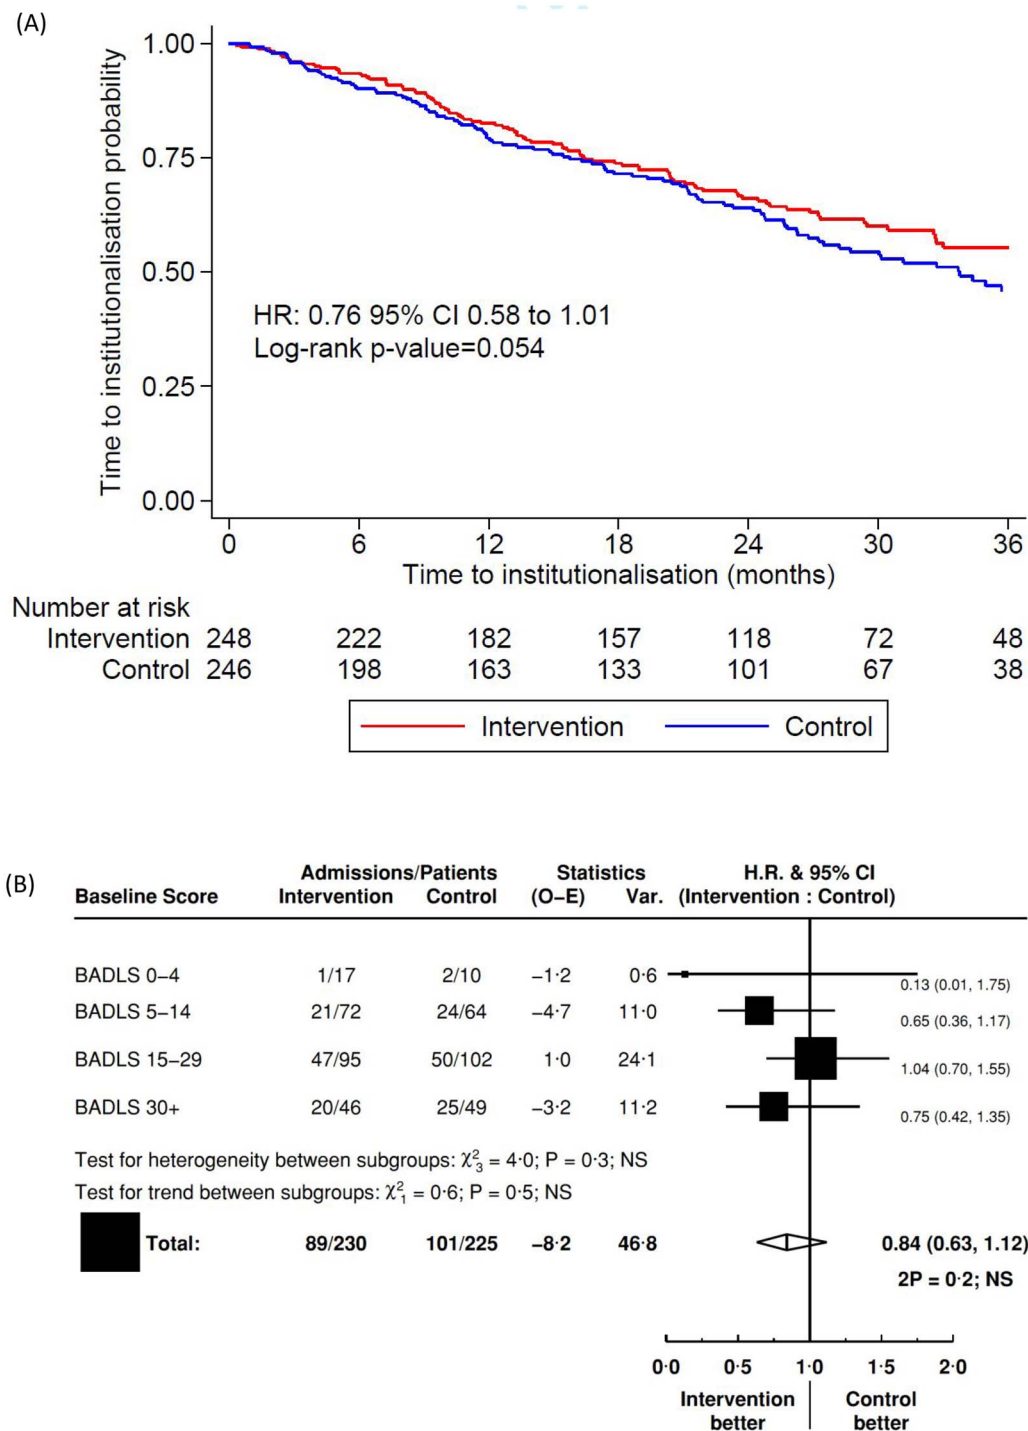 (A)
Time to institutionalisation probability
1.00
0.75
0.50
0.25
0.00
HR: 0.76 95% CI 0.58 to 1.01
Log-rank p-value=0.054
0 6 12 18 24 30 36
Time to institutionalisation (months)
Number at risk
Intervention 248 222 182 157 118 72 48
Control 246 198 163 133 101 67 38
Intervention Control
(B)
Admissions/Patients Statistics H.R. & 95% CI
Baseline Score Intervention Control (O−E) Var. (Intervention : Control)
BADLS 0−4 1/17 2/10 −1·2 0·6 0.13 (0.01, 1.75)
BADLS 5−14 21/72 24/64 −4·7 11·0 0.65 (0.36, 1.17)
BADLS 15−29 47/95 50/102 1·0 24·1 1.04 (0.70, 1.55)
BADLS 30+ 20/46 25/49 −3·2 11·2 0.75 (0.42, 1.35)
Test for heterogeneity between subgroups: χ²₃ = 4·0; P = 0·3; NS
Test for trend between subgroups: χ²₁ = 0·6; P = 0·5; NS
Total: 89/230 101/225 −8·2 46·8 0.84 (0.63, 1.12)
2P = 0·2; NS
0·0 0·5 1·0 1·5 2·0
Intervention Control
better better